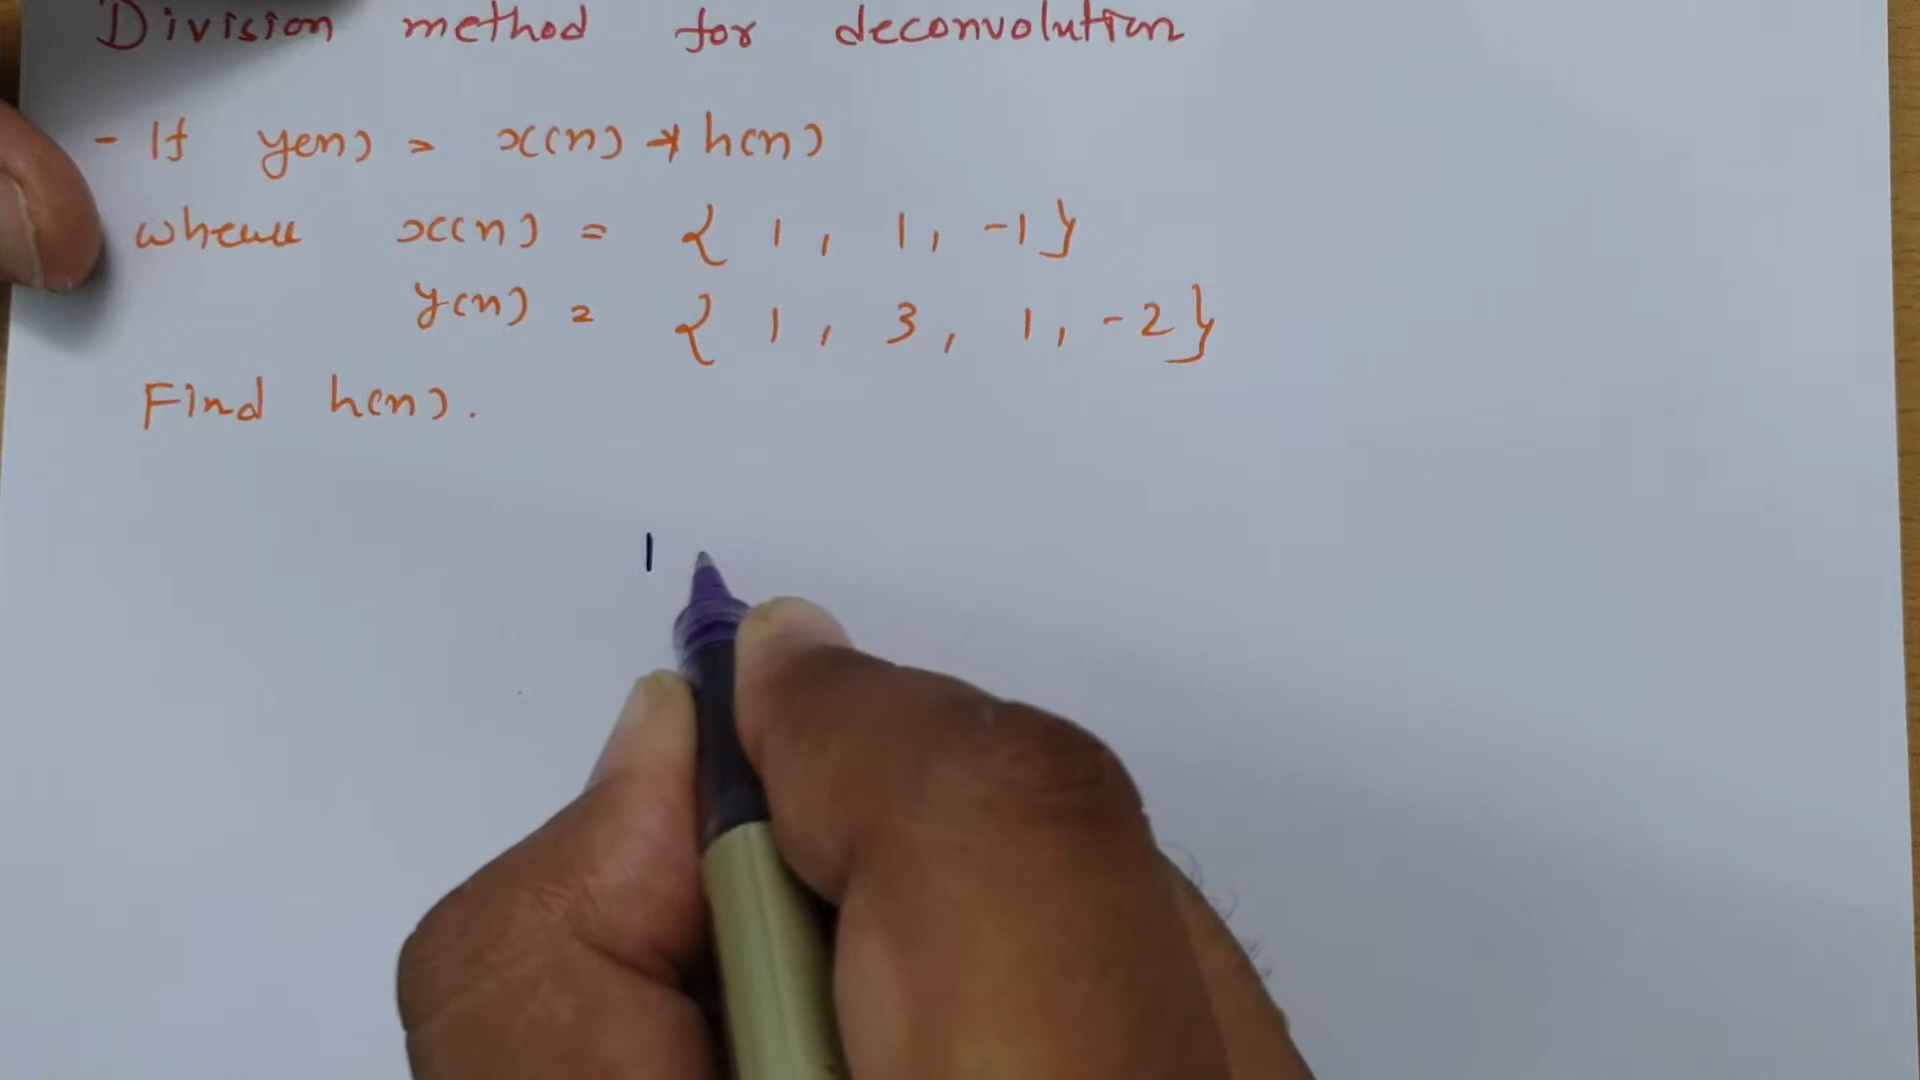 Division method for deconvolution
- If y(n) = x(n) * h(n)
where x(n) = { 1 , 1 , -1}
y(n) = { 1 , 3 , 1 , -2}
Find h(n).
1